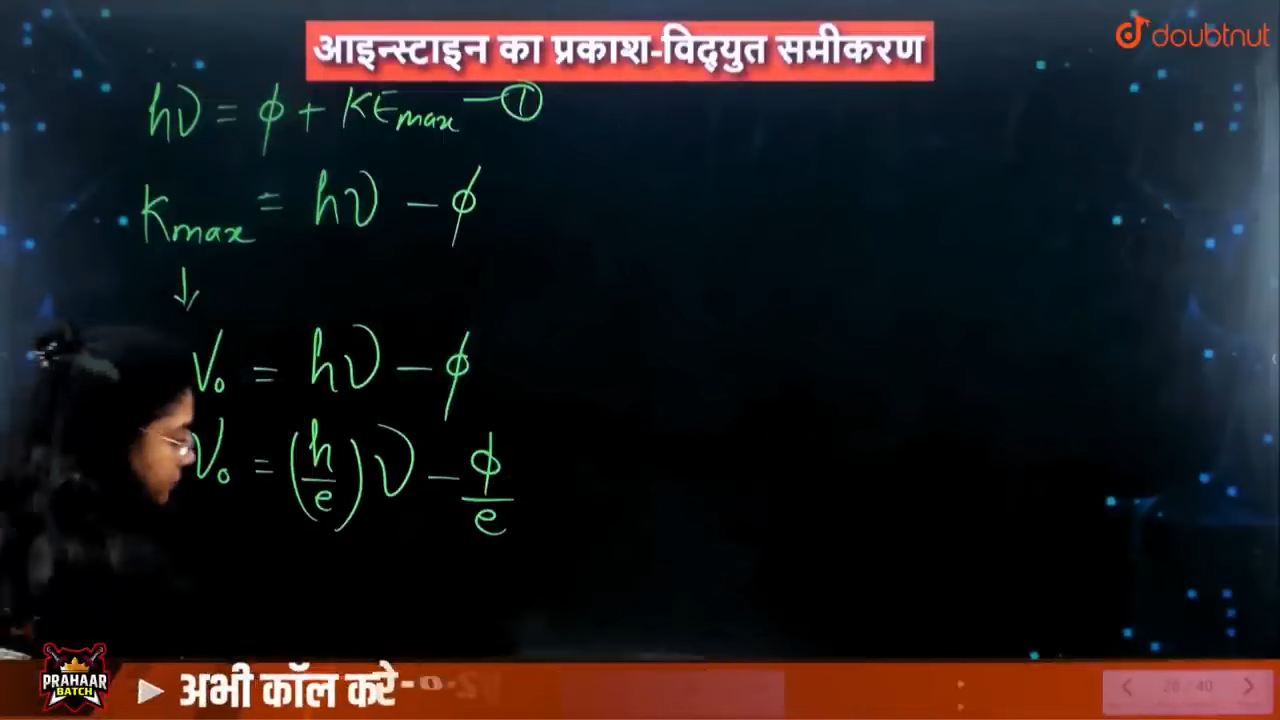 आइन्स्टाइन का प्रकाश-विद्युत समीकरण
doubtnut
hν = ϕ + KEmax — ①
Kmax = hν - ϕ
↓
V₀ = hν - ϕ
V₀ = (h/e) ν - ϕ/e
PRAHAAR
BATCH
अभी कॉल करे-